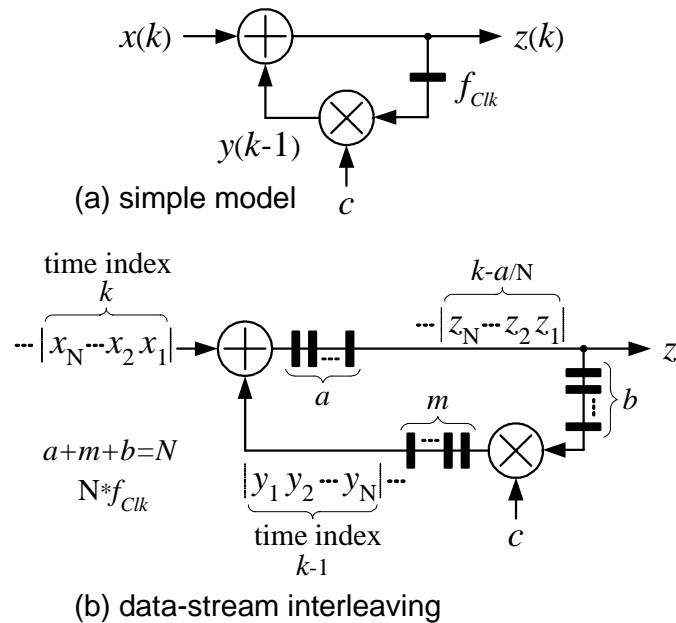 x(k)
z(k)
f_Clk
y(k-1)
c
(a) simple model
time index
k
k-a/N
··· | x_N ··· x_2 x_1 |
··· | z_N ··· z_2 z_1 |
z
···
a
m
b
···
a+m+b=N
N*f_Clk
| y_1 y_2 ··· y_N | ···
c
time index
k-1
(b) data-stream interleaving